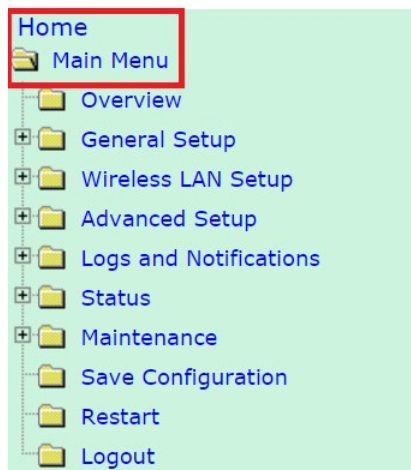 Home
Main Menu
Overview
General Setup
Wireless LAN Setup
Advanced Setup
Logs and Notifications
Status
Maintenance
Save Configuration
Restart
Logout